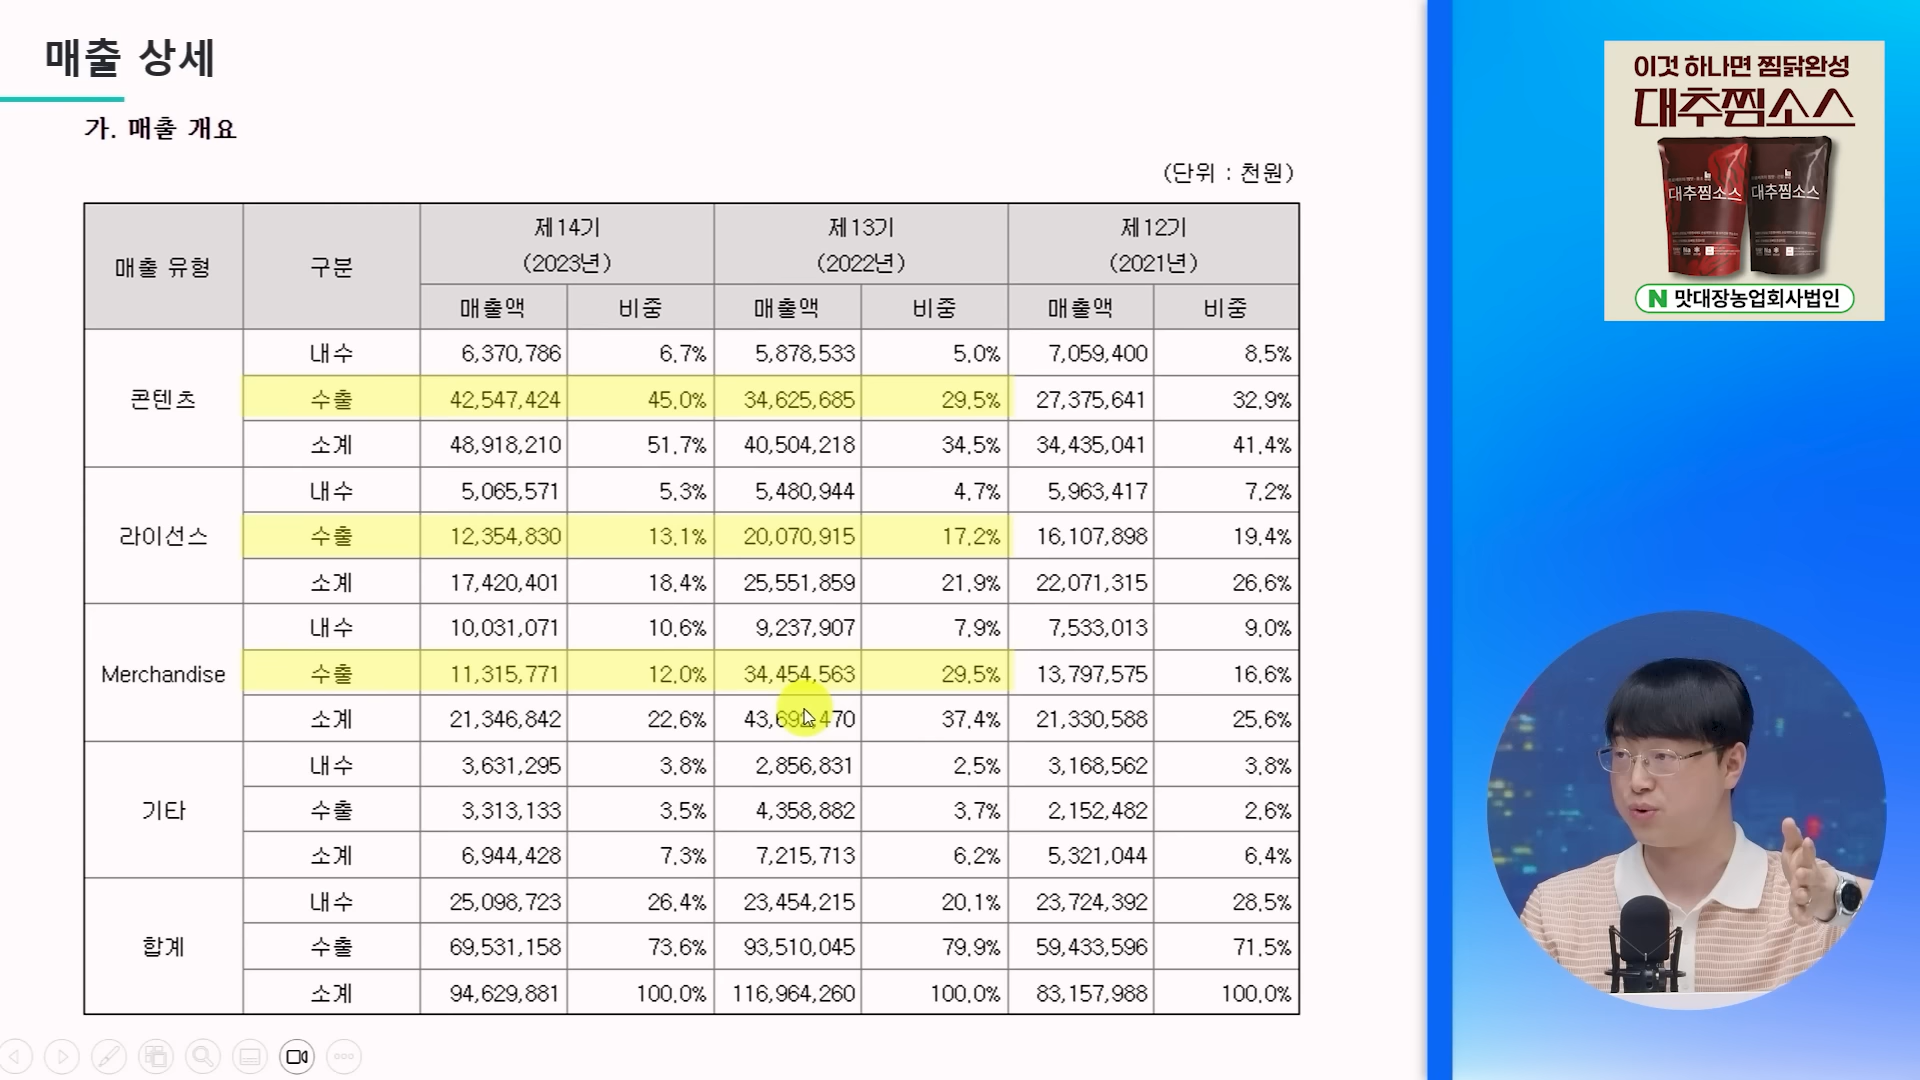 매출 상세
가. 매출 개요
(단위 : 천원)
매출 유형 구분 제14기 (2023년) 제13기 (2022년) 제12기 (2021년)
매출액 비중 매출액 비중 매출액 비중
콘텐츠 내수 6,370,786 6.7% 5,878,533 5.0% 7,059,400 8.5%
수출 42,547,424 45.0% 34,625,685 29.5% 27,375,641 32.9%
소계 48,918,210 51.7% 40,504,218 34.5% 34,435,041 41.4%
라이선스 내수 5,065,571 5.3% 5,480,944 4.7% 5,963,417 7.2%
수출 12,354,830 13.1% 20,070,915 17.2% 16,107,898 19.4%
소계 17,420,401 18.4% 25,551,859 21.9% 22,071,315 26.6%
Merchandise 내수 10,031,071 10.6% 9,237,907 7.9% 7,533,013 9.0%
수출 11,315,771 12.0% 34,454,563 29.5% 13,797,575 16.6%
소계 21,346,842 22.6% 43,692,470 37.4% 21,330,588 25.6%
기타 내수 3,631,295 3.8% 2,856,831 2.5% 3,168,562 3.8%
수출 3,313,133 3.5% 4,358,882 3.7% 2,152,482 2.6%
소계 6,944,428 7.3% 7,215,713 6.2% 5,321,044 6.4%
합계 내수 25,098,723 26.4% 23,454,215 20.1% 23,724,392 28.5%
수출 69,531,158 73.6% 93,510,045 79.9% 59,433,596 71.5%
소계 94,629,881 100.0% 116,964,260 100.0% 83,157,988 100.0%
이것 하나면 찜닭완성
대추찜소스
대추찜소스 대추찜소스
N 맛대장농업회사법인